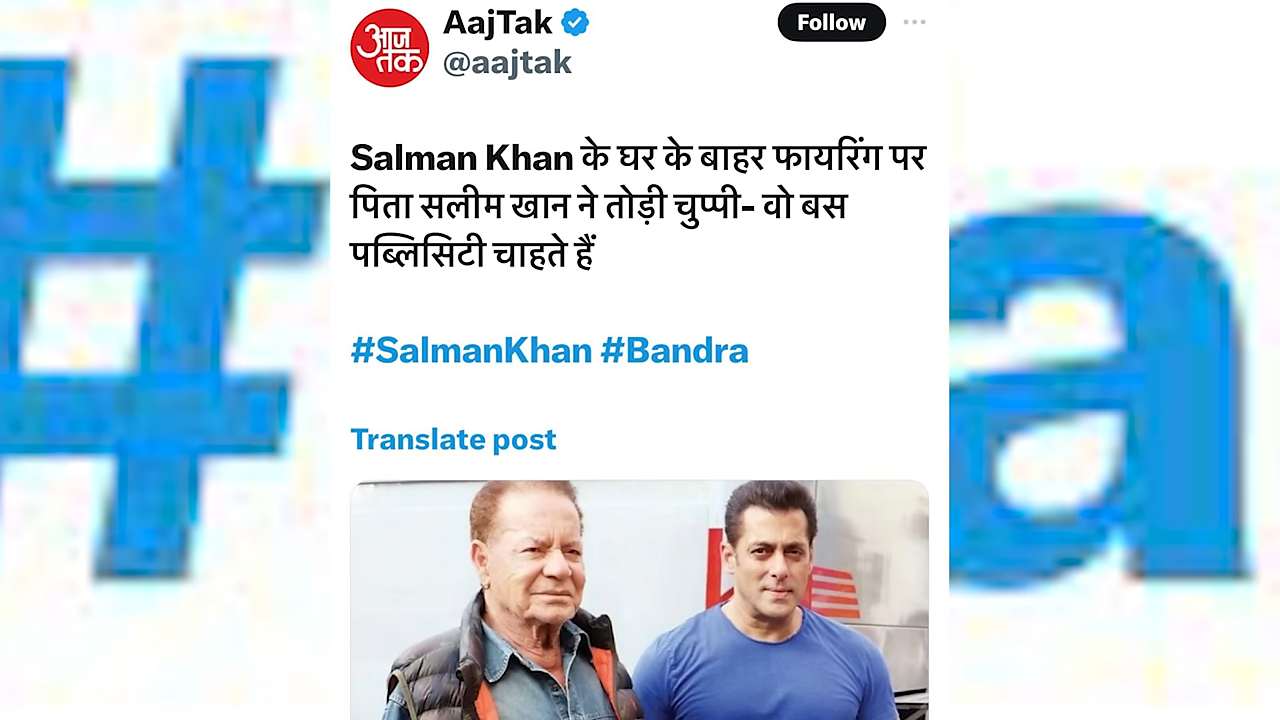 आज
तक
AajTak
@aajtak
Follow
Salman Khan के घर के बाहर फायरिंग पर
पिता सलीम खान ने तोड़ी चुप्पी- वो बस
पब्लिसिटी चाहते हैं
#SalmanKhan #Bandra
Translate post
# a